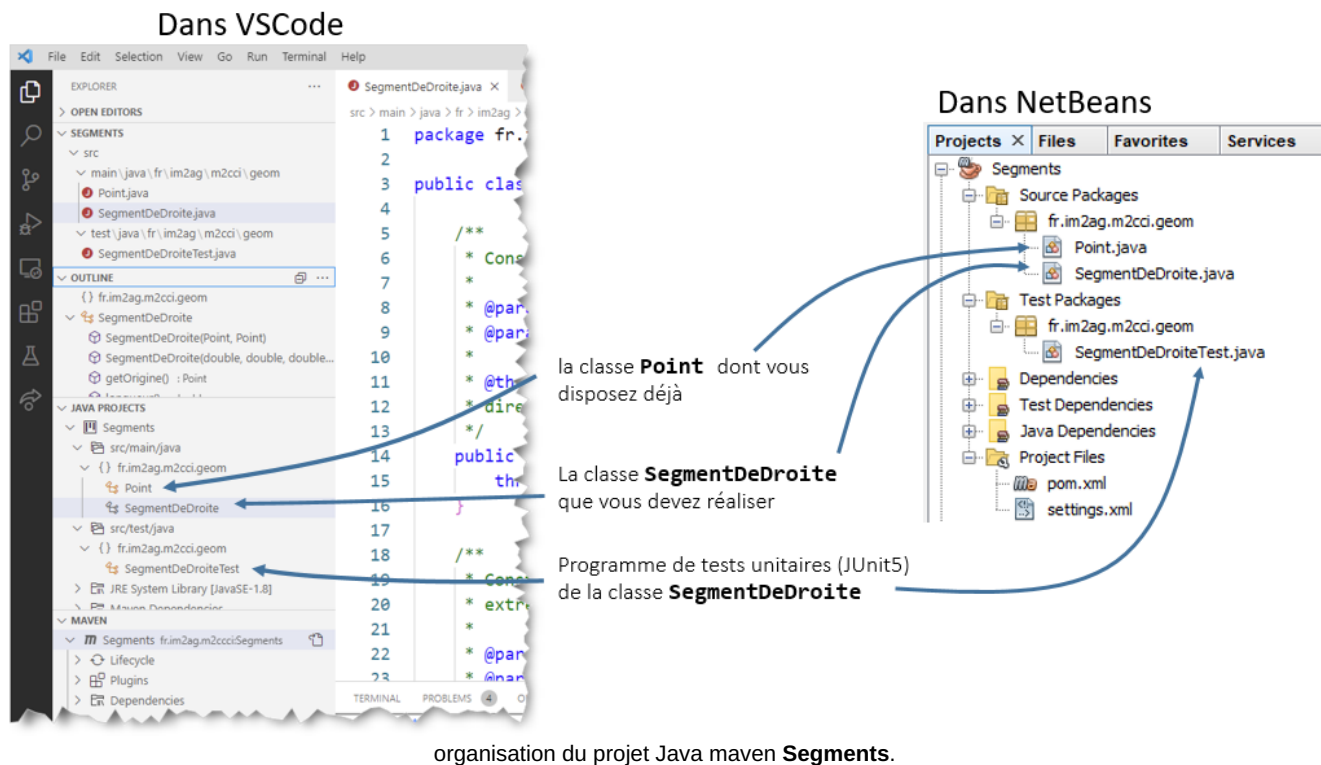 Dans VSCode
File Edit Selection View Go Run Terminal Help
EXPLORER ...
OPEN EDITORS
SEGMENTS
src
main\java\fr\im2ag\m2cci\geom
Point.java
SegmentDeDroite.java
test\java\fr\im2ag\m2cci\geom
SegmentDeDroiteTest.java
OUTLINE ...
{} fr.im2ag.m2cci.geom
SegmentDeDroite
SegmentDeDroite(Point, Point)
SegmentDeDroite(double, double, double...
getOrigine() : Point
JAVA PROJECTS
Segments
src/main/java
{} fr.im2ag.m2cci.geom
Point
SegmentDeDroite
src/test/java
{} fr.im2ag.m2cci.geom
SegmentDeDroiteTest
JRE System Library [JavaSE-1.8]
Maven Dependencies
MAVEN
Segments fr.im2ag.m2ccci:Segments
Lifecycle
Plugins
Dependencies
SegmentDeDroite.java ×
src > main > java > fr > im2ag >
1 package fr.
2
3 public clas
4
5 /**
6 * Cons
7 *
8 * @par
9 * @para
10 *
11 * @th
12 * dire
13 */
14 public
15 th
16 }
17
18 /**
19 * Cons
20 * extr
21 *
22 * @par
23 * @par
TERMINAL PROBLEMS 4
la classe Point dont vous
disposez déjà
La classe SegmentDeDroite
que vous devez réaliser
Programme de tests unitaires (JUnit5)
de la classe SegmentDeDroite
Dans NetBeans
Projects × Files Favorites Services
Segments
Source Packages
fr.im2ag.m2cci.geom
Point.java
SegmentDeDroite.java
Test Packages
fr.im2ag.m2cci.geom
SegmentDeDroiteTest.java
Dependencies
Test Dependencies
Java Dependencies
Project Files
pom.xml
settings.xml
organisation du projet Java maven Segments.